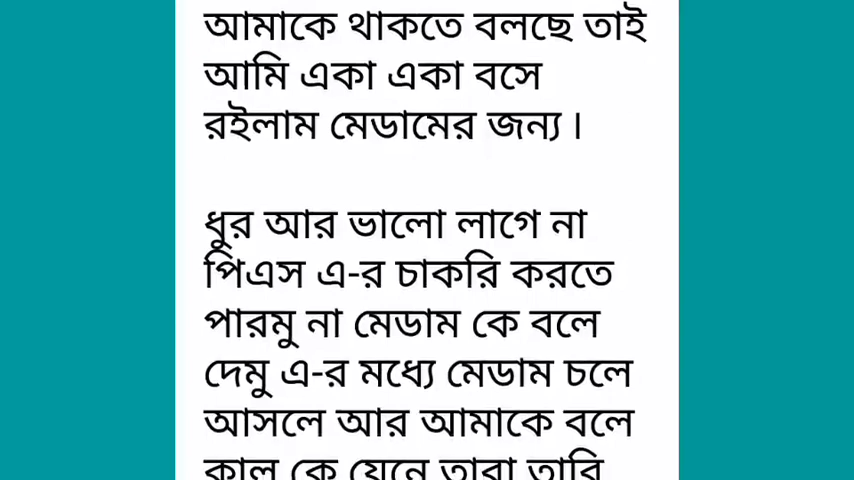 আমাকে থাকতে বলছে তাই
আমি একা একা বসে
রইলাম মেডামের জন্য ।
ধুর আর ভালো লাগে না
পিএস এ-র চাকরি করতে
পারমু না মেডাম কে বলে
দেমু এ-র মধ্যে মেডাম চলে
আসলে আর আমাকে বলে
কাল কে যেনে তারা তারি